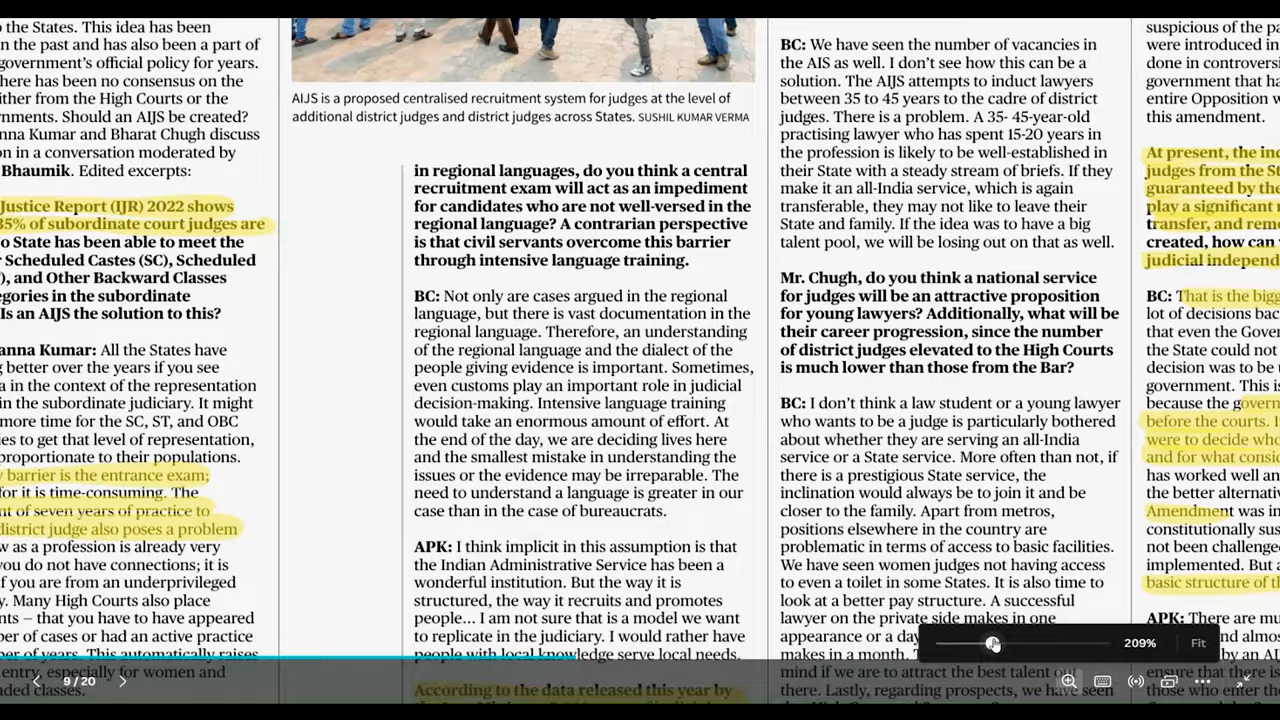 o the States. This idea has been
n the past and has also been a part of
government's official policy for years.
here has been no consensus on the
ither from the High Courts or the
rnments. Should an AIJS be created?
nna Kumar and Bharat Chugh discuss
on in a conversation moderated by
Bhaumik. Edited excerpts:
Justice Report (IJR) 2022 shows
35% of subordinate court judges are
o State has been able to meet the
r Scheduled Castes (SC), Scheduled
), and Other Backward Classes
egories in the subordinate
Is an AIJS the solution to this?
anna Kumar: All the States have
g better over the years if you see
a in the context of the representation
in the subordinate judiciary. It might
more time for the SC, ST, and OBC
ies to get that level of representation,
proportionate to their populations.
y barrier is the entrance exam;
for it is time-consuming. The
nt of seven years of practice to
district judge also poses a problem
w as a profession is already very
you do not have connections; it is
f you are from an underprivileged
y. Many High Courts also place
nts – that you have to have appeared
ber of cases or had an active practice
er of years. This automatically raises
entry, especially for women and
uded classes.
AIJS is a proposed centralised recruitment system for judges at the level of
additional district judges and district judges across States. SUSHIL KUMAR VERMA
in regional languages, do you think a central
recruitment exam will act as an impediment
for candidates who are not well-versed in the
regional language? A contrarian perspective
is that civil servants overcome this barrier
through intensive language training.
BC: Not only are cases argued in the regional
language, but there is vast documentation in the
regional language. Therefore, an understanding
of the regional language and the dialect of the
people giving evidence is important. Sometimes,
even customs play an important role in judicial
decision-making. Intensive language training
would take an enormous amount of effort. At
the end of the day, we are deciding lives here
and the smallest mistake in understanding the
issues or the evidence may be irreparable. The
need to understand a language is greater in our
case than in the case of bureaucrats.
APK: I think implicit in this assumption is that
the Indian Administrative Service has been a
wonderful institution. But the way it is
structured, the way it recruits and promotes
people... I am not sure that is a model we want
to replicate in the judiciary. I would rather have
people with local knowledge serve local needs.
According to the data released this year by
BC: We have seen the number of vacancies in
the AIS as well. I don't see how this can be a
solution. The AIJS attempts to induct lawyers
between 35 to 45 years to the cadre of district
judges. There is a problem. A 35- 45-year-old
practising lawyer who has spent 15-20 years in
the profession is likely to be well-established in
their State with a steady stream of briefs. If they
make it an all-India service, which is again
transferable, they may not like to leave their
State and family. If the idea was to have a big
talent pool, we will be losing out on that as well.
Mr. Chugh, do you think a national service
for judges will be an attractive proposition
for young lawyers? Additionally, what will be
their career progression, since the number
of district judges elevated to the High Courts
is much lower than those from the Bar?
BC: I don't think a law student or a young lawyer
who wants to be a judge is particularly bothered
about whether they are serving an all-India
service or a State service. More often than not, if
there is a prestigious State service, the
inclination would always be to join it and be
closer to the family. Apart from metros,
positions elsewhere in the country are
problematic in terms of access to basic facilities.
We have seen women judges not having access
to even a toilet in some States. It is also time to
look at a better pay structure. A successful
lawyer on the private side makes in one
appearance or a day
makes in a month.
mind if we are to attract the best talent
there. Lastly, regarding prospects, we have seen
suspicious of the pa
were introduced in
done in controversi
government that ha
entire Opposition w
this amendment.
At present, the ind
judges from the St
guaranteed by the
play a significant r
transfer, and remo
created, how can
judicial independ
BC: That is the bigg
lot of decisions bac
that even the Gover
the State could not
decision was to be
government. This is
because the govern
before the courts. I
were to decide who
and for what consid
has worked well an
the better alternati
Amendment was in
constitutionally sus
not been challenged
implemented. But a
basic structure of th
APK: There are mu
nd almos
by an AI
ensure that there is
those who enter the
209% Fit
9/20